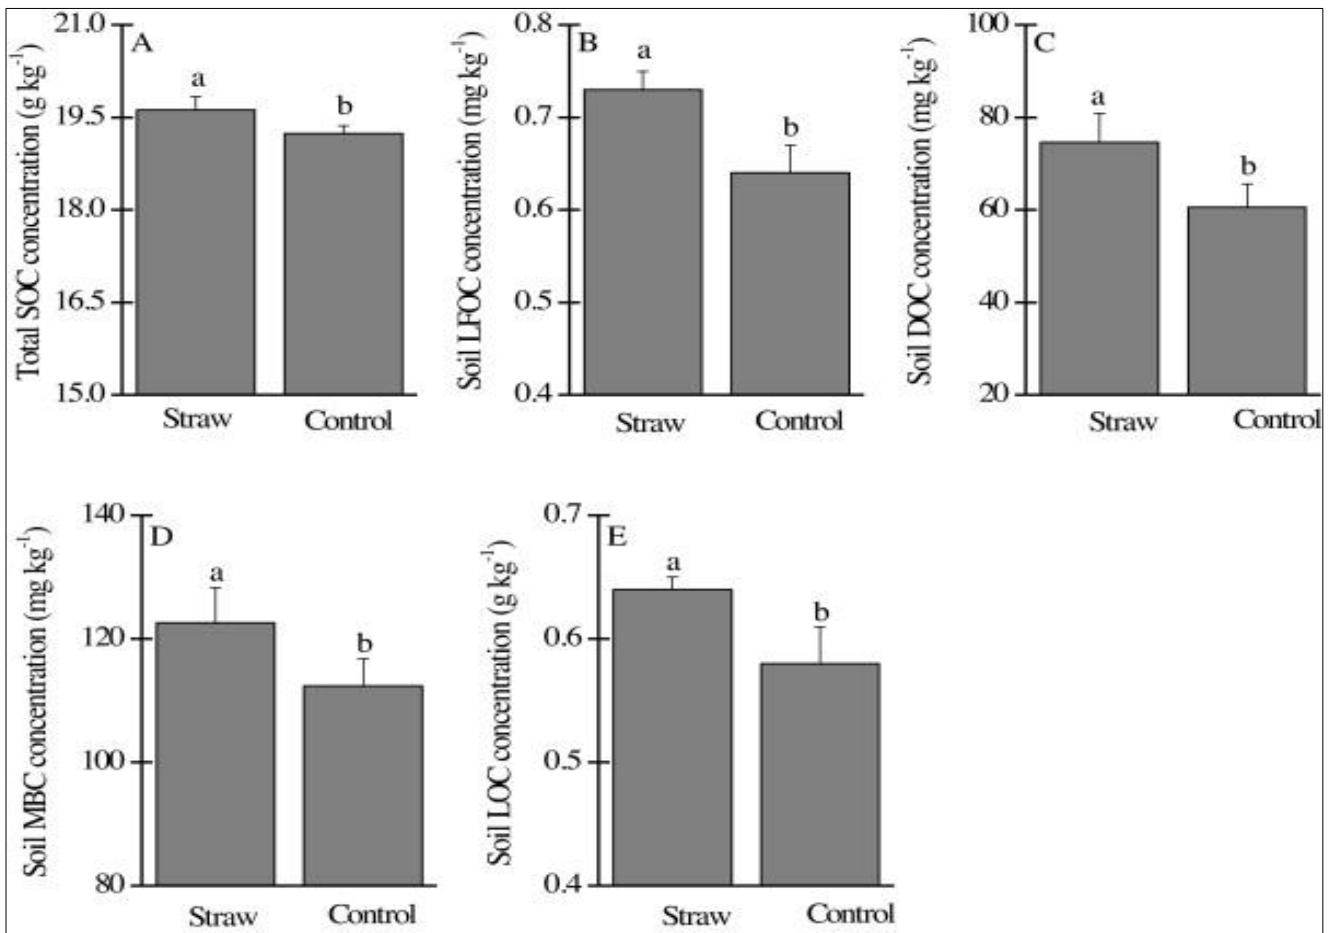 Total SOC concentration (g kg⁻¹)
21.0
19.5
18.0
16.5
15.0
A
a
b
Straw
Control
Soil LFOC concentration (mg kg⁻¹)
0.8
0.7
0.6
0.5
0.4
B
a
b
Straw
Control
Soil DOC concentration (mg kg⁻¹)
100
80
60
40
20
C
a
b
Straw
Control
Soil MBC concentration (mg kg⁻¹)
140
120
100
80
D
a
b
Straw
Control
Soil LOC concentration (g kg⁻¹)
0.7
0.6
0.5
0.4
E
a
b
Straw
Control